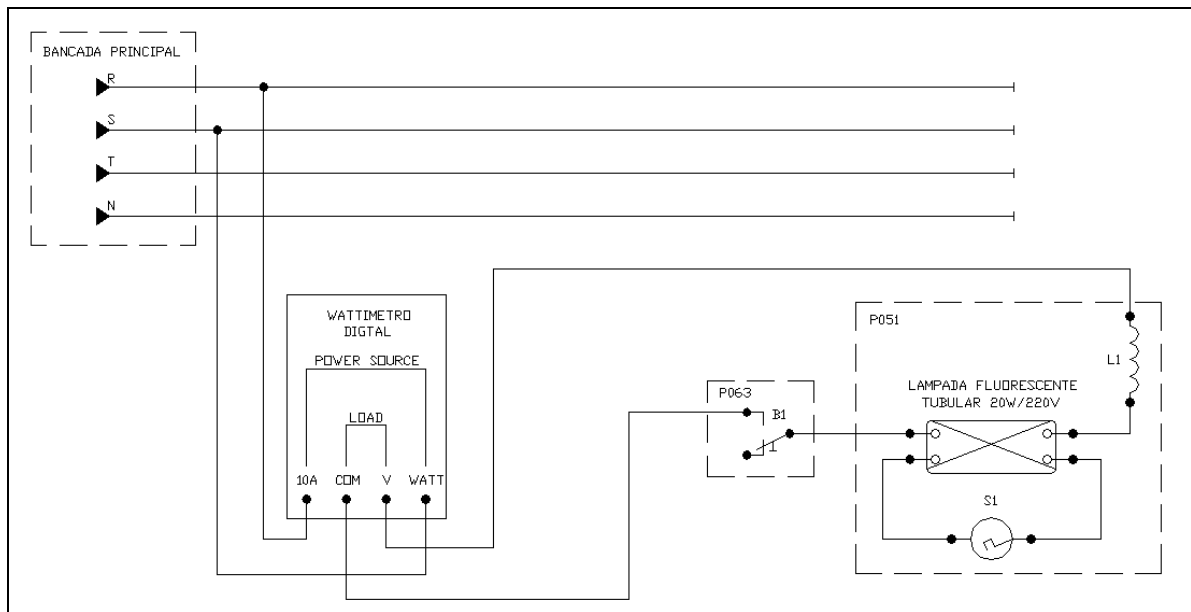 BANCADA PRINCIPAL
R
S
T
N
WATTIMETRO
DIGTAL
POWER SOURCE
LOAD
10A COM V WATT
P063
B1
P051
L1
LAMPADA FLUORESCENTE
TUBULAR 20W/220V
S1